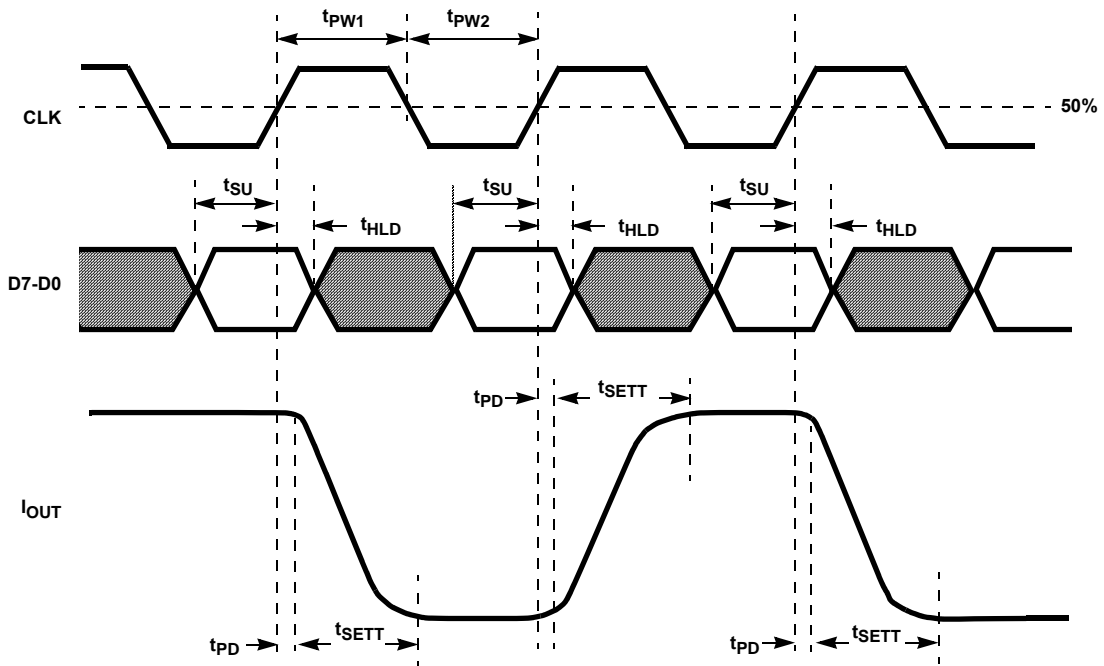 tPW1 tPW2
CLK
50%
tSU tSU tSU
tHLD tHLD tHLD
D7-D0
tPD tSETT
IOUT
tPD tSETT tPD tSETT